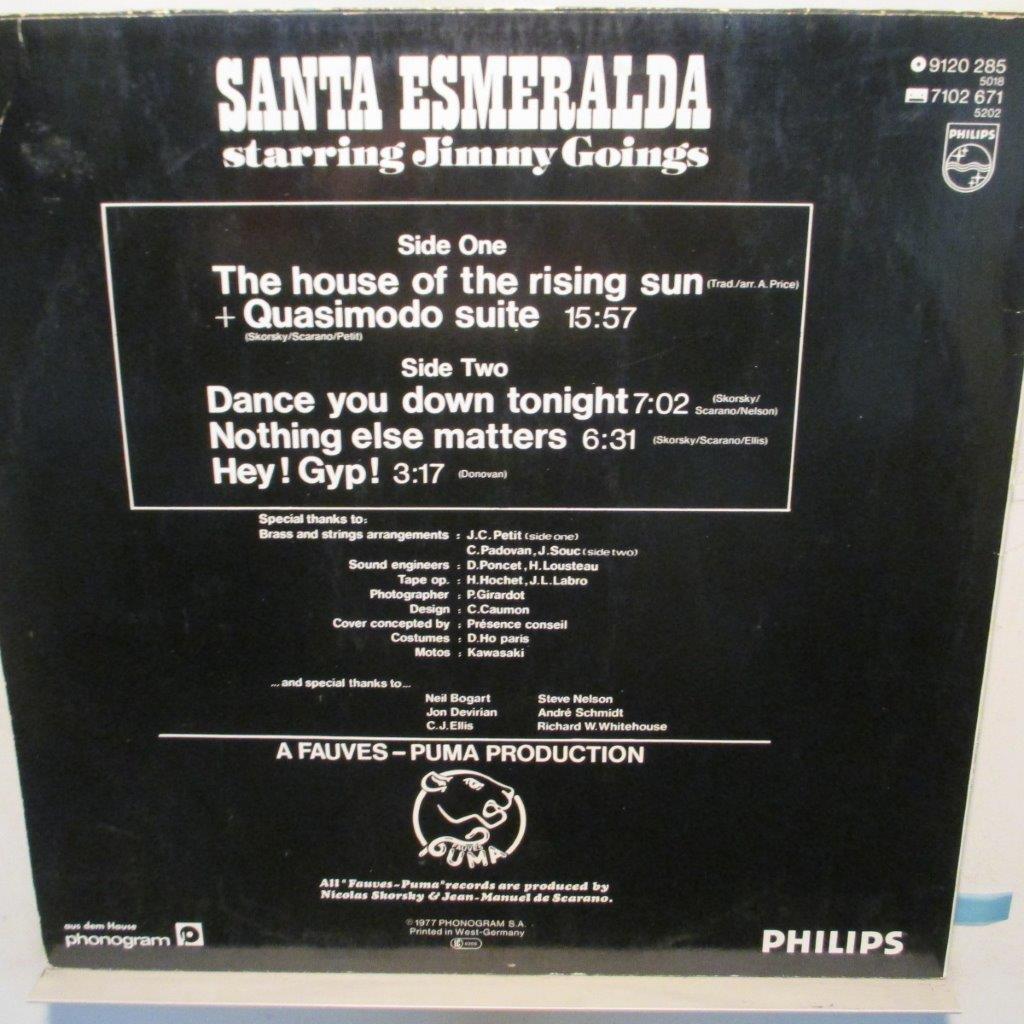 SANTA ESMERALDA
starring Jimmy Goings
9120 285
5018
7102 671
5202
PHILIPS
Side One
The house of the rising sun (Trad./arr. A. Price)
+ Quasimodo suite 15:57
(Skorsky/Scarano/Petit)
Side Two
Dance you down tonight 7:02 (Skorsky/
Scarano/Nelson)
Nothing else matters 6:31 (Skorsky/Scarano/Ellis)
Hey! Gyp! 3:17 (Donovan)
Special thanks to:
Brass and strings arrangements : J.C. Petit (side one)
C. Padovan, J. Souc (side two)
Sound engineers : D. Poncet, H. Lousteau
Tape op. : H. Hochet, J.L. Labro
Photographer : P. Girardot
Design : C. Caumon
Cover concepted by : Présence conseil
Costumes : D. Ho paris
Motos : Kawasaki
...and special thanks to...
Neil Bogart Steve Nelson
Jon Devirian André Schmidt
C.J. Ellis Richard W. Whitehouse
A FAUVES - PUMA PRODUCTION
FAUVES
PUMA
All "Fauves-Puma" records are produced by
Nicolas Skorsky & Jean-Manuel de Scarano.
aus dem Hause
phonogram
℗ 1977 PHONOGRAM S.A.
Printed in West-Germany
PHILIPS